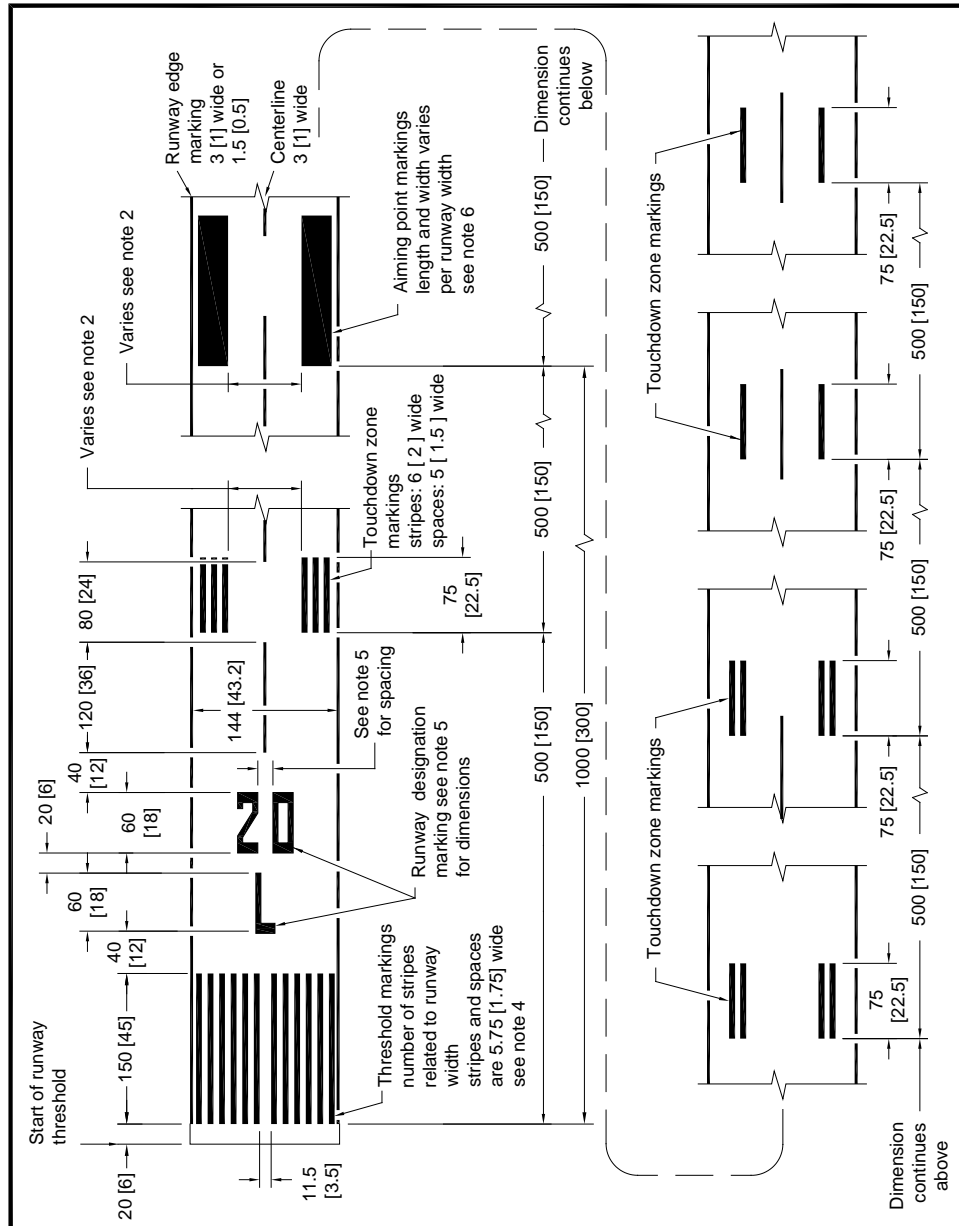 Start of runway
threshold
20 [6]
150 [45]
40
[12]
60
[18]
20 [6]
60
[18]
40
[12]
120 [36]
80 [24]
Varies see note 2
Varies see note 2
Runway edge
marking
3 [1] wide or
1.5 [0.5]
Centerline
3 [1] wide
L
20
144 [43.2]
11.5
[3.5]
Threshold markings
number of stripes
related to runway
width
stripes and spaces
are 5.75 [1.75] wide
see note 4
Runway designation
marking see note 5
for dimensions
See note 5
for spacing
Touchdown zone
markings
stripes: 6 [ 2 ] wide
spaces: 5 [ 1.5 ] wide
75
[22.5]
Aiming point markings
length and width varies
per runway width
see note 6
500 [150]
500 [150]
500 [150]
Dimension
continues
below
1000 [300]
Touchdown zone markings
Touchdown zone markings
Touchdown zone markings
Touchdown zone markings
75
[22.5]
75 [22.5]
75 [22.5]
75 [22.5]
Dimension
continues
above
500 [150]
500 [150]
500 [150]